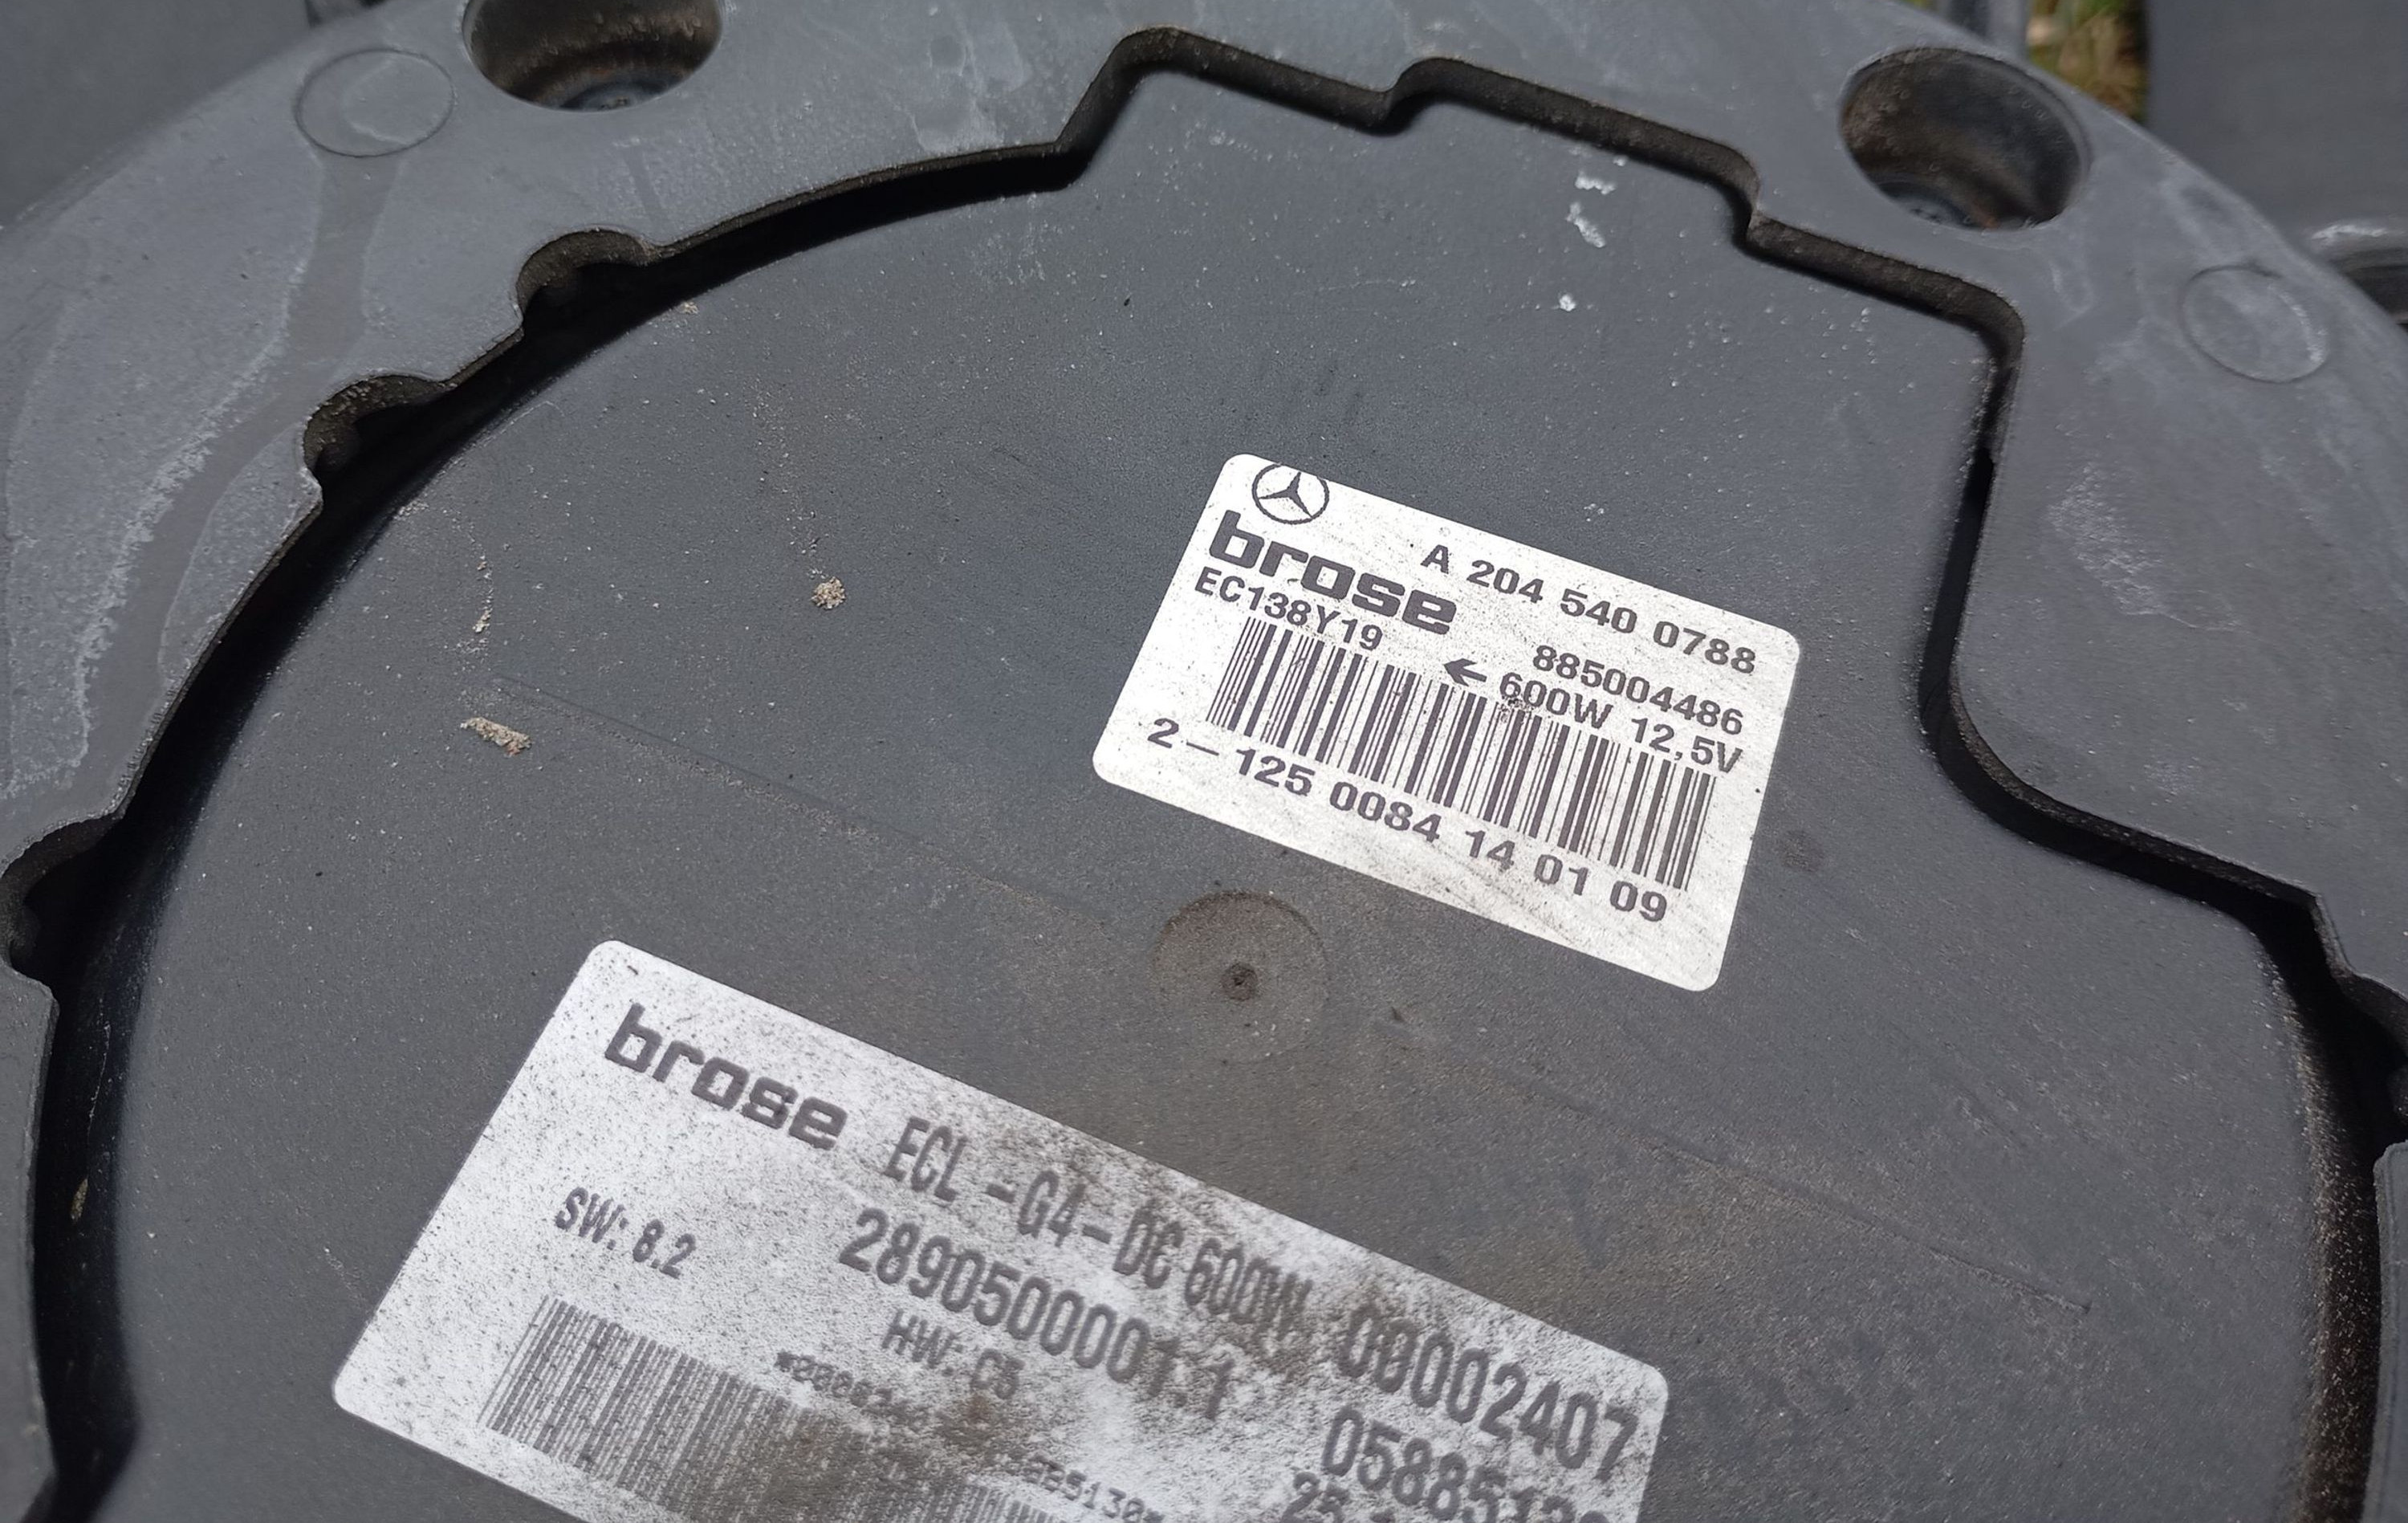 A 204 540 0788
brose
885004486
EC138Y19
← 600W 12,5V
2-125 0084 14 01 09
brose ECL -G4-DC 600W 00002407
SW: 8.2
2890500001.1
HW: C5